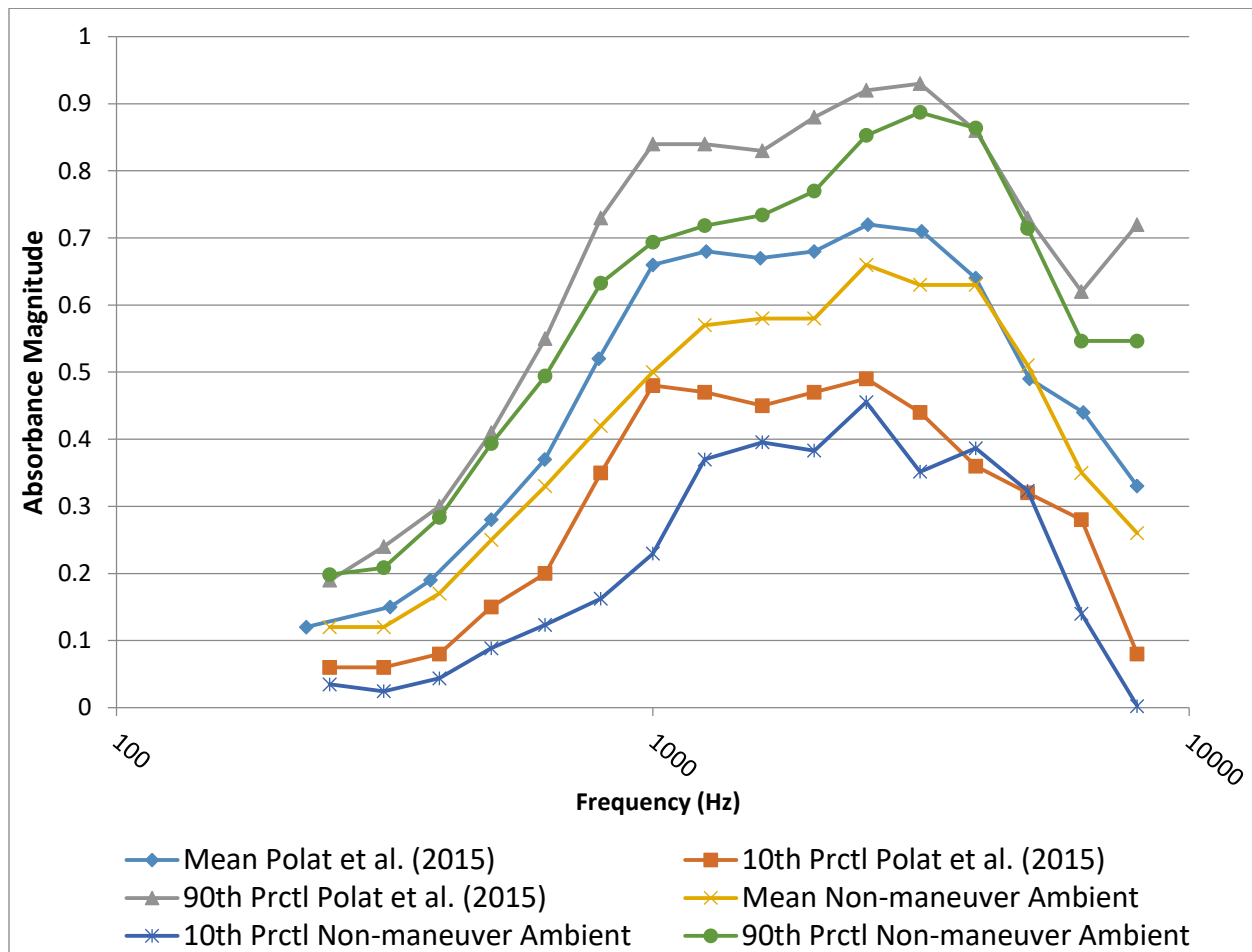 1
0.9
0.8
0.7
0.6
0.5
0.4
0.3
0.2
0.1
0
Absorbance Magnitude
100
1000
10000
Frequency (Hz)
Mean Polat et al. (2015)
10th Prctl Polat et al. (2015)
90th Prctl Polat et al. (2015)
Mean Non-maneuver Ambient
10th Prctl Non-maneuver Ambient
90th Prctl Non-maneuver Ambient